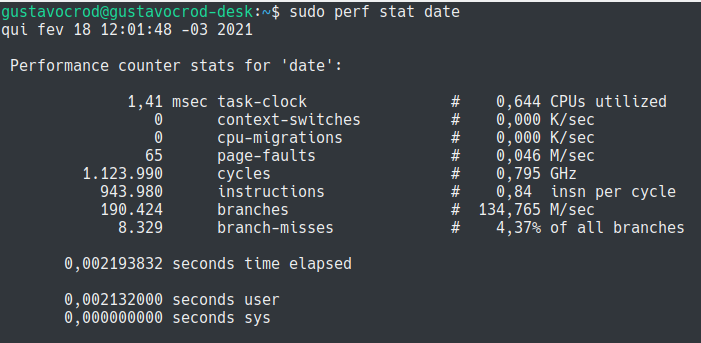 gustavocrod@gustavocrod-desk:~$ sudo perf stat date
qui fev 18 12:01:48 -03 2021
Performance counter stats for 'date':
1,41 msec task-clock # 0,644 CPUs utilized
0 context-switches # 0,000 K/sec
0 cpu-migrations # 0,000 K/sec
65 page-faults # 0,046 M/sec
1.123.990 cycles # 0,795 GHz
943.980 instructions # 0,84 insn per cycle
190.424 branches # 134,765 M/sec
8.329 branch-misses # 4,37% of all branches
0,002193832 seconds time elapsed
0,002132000 seconds user
0,000000000 seconds sys